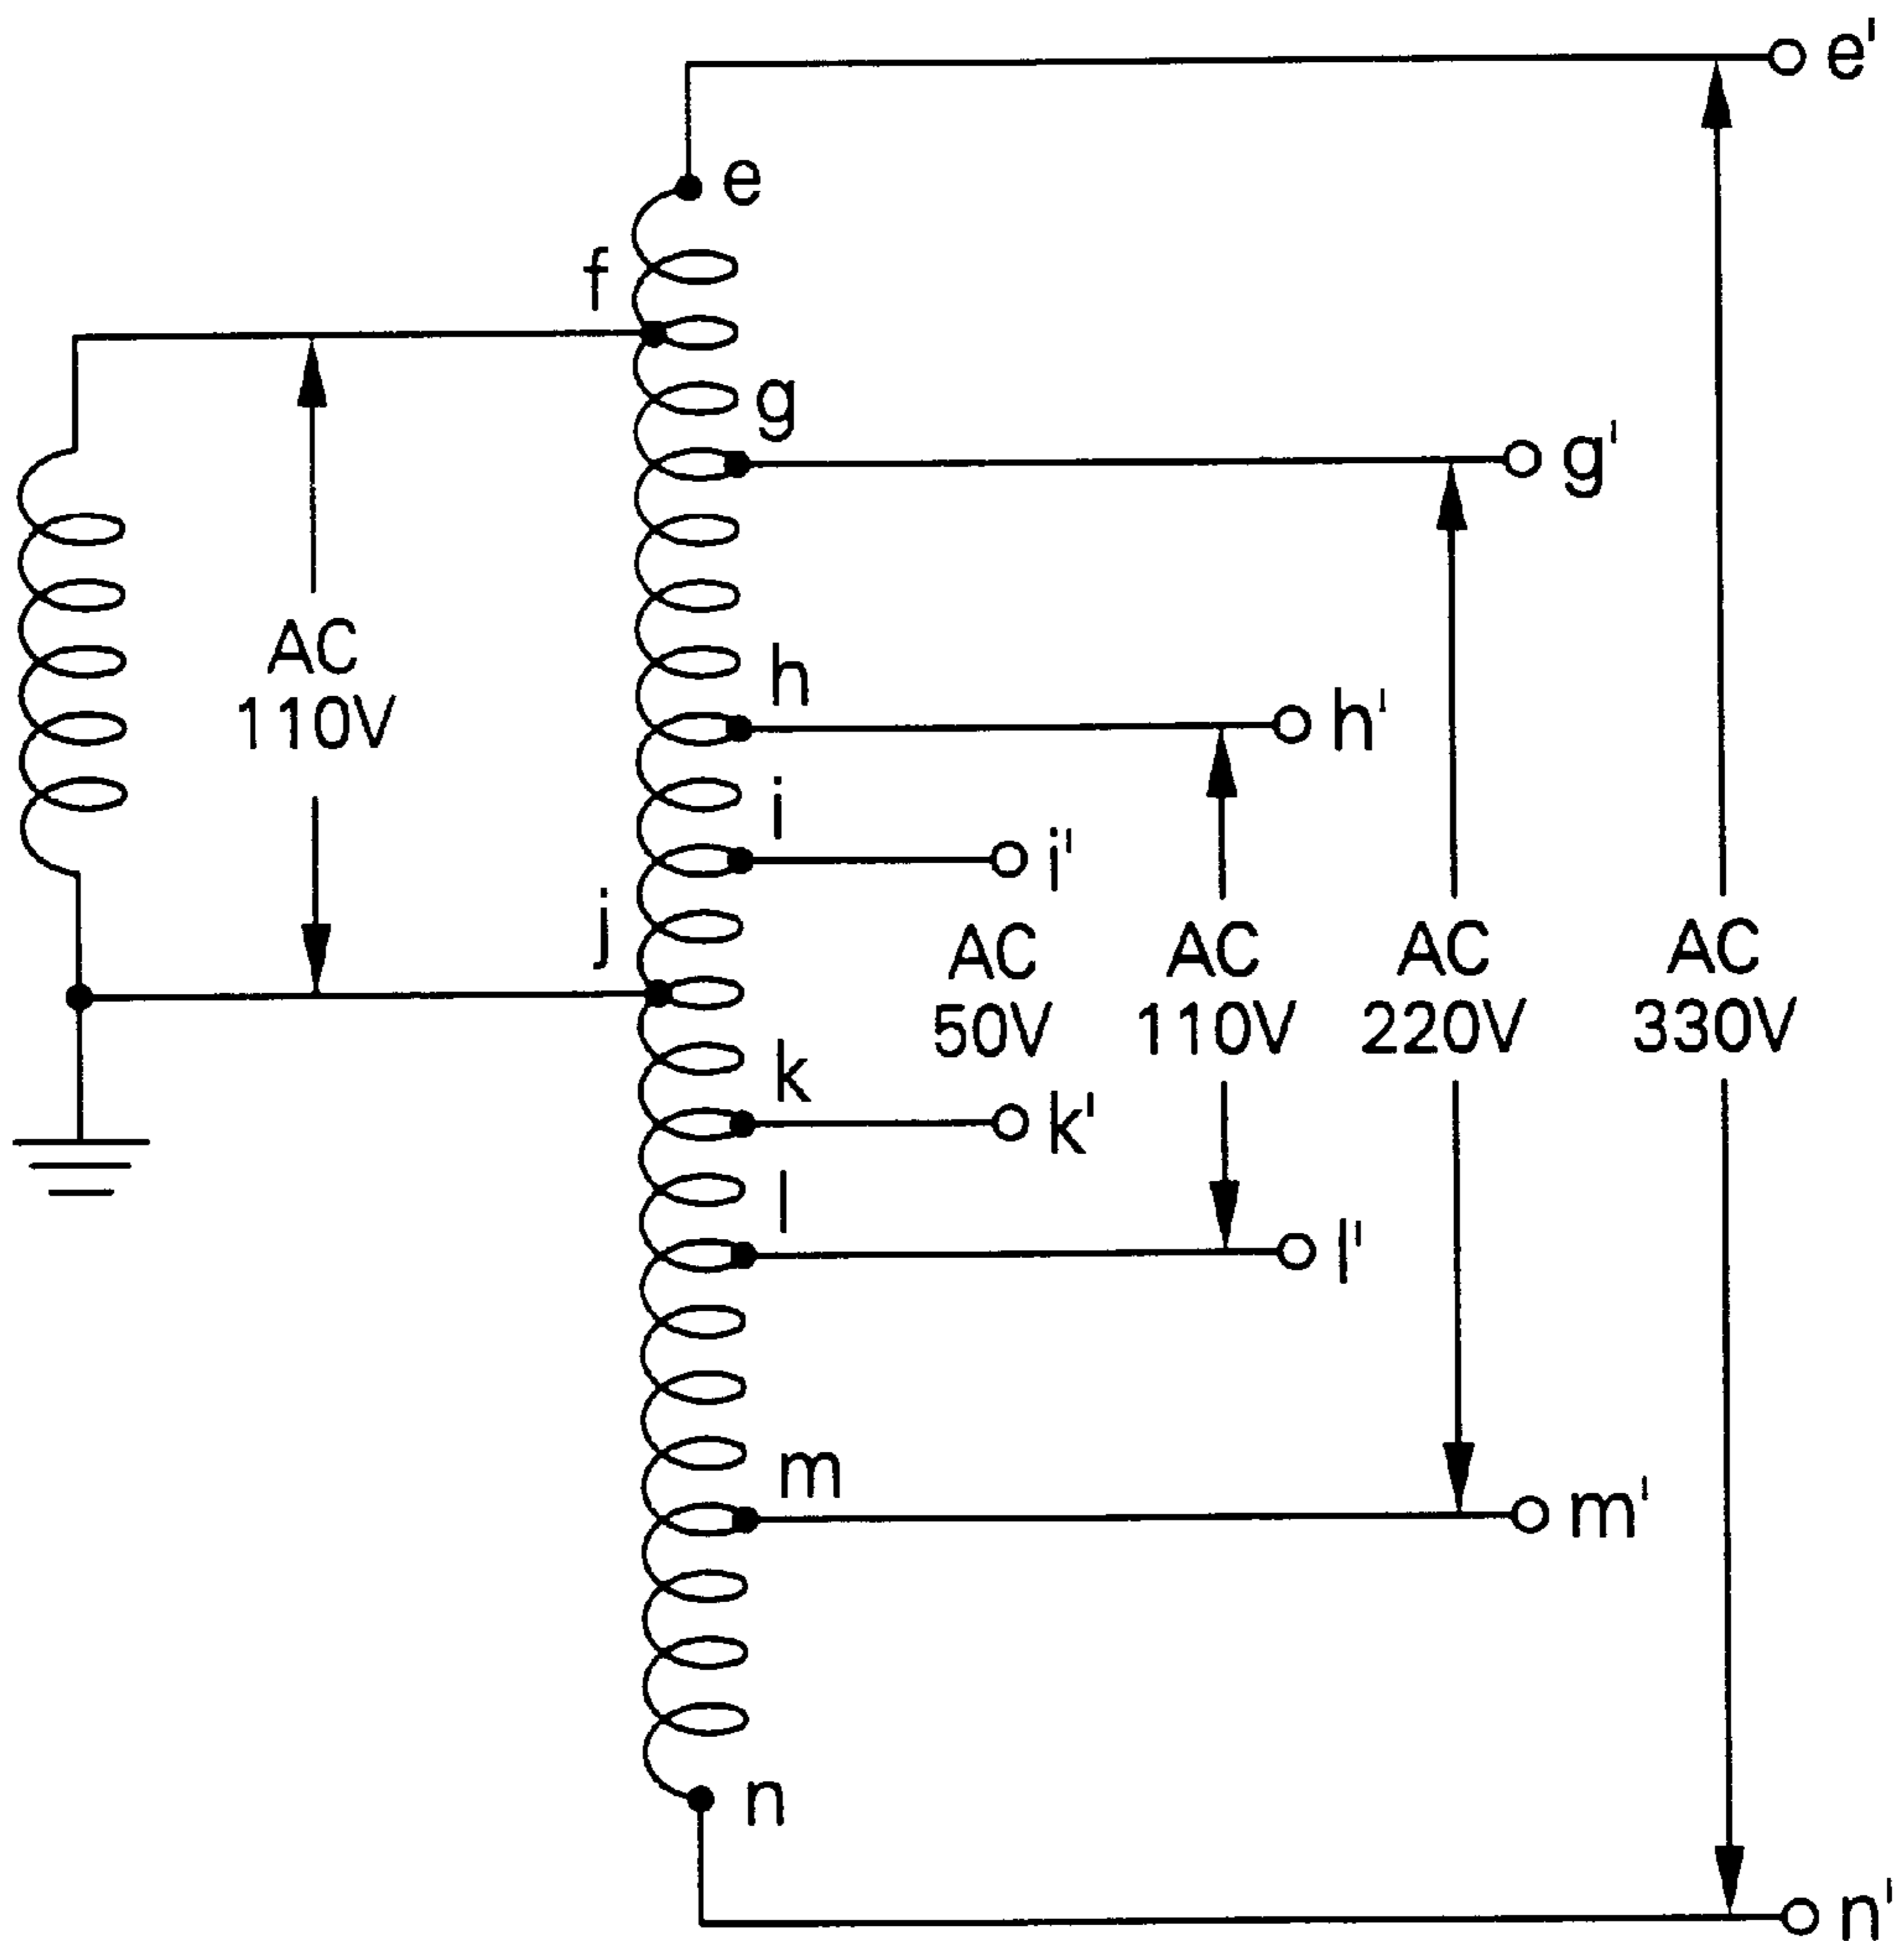 e'
e
f
g
g'
AC
110V
h
h'
i
i'
j
AC
50V
AC
110V
AC
220V
AC
330V
k
k'
l
l'
m
m'
n
n'